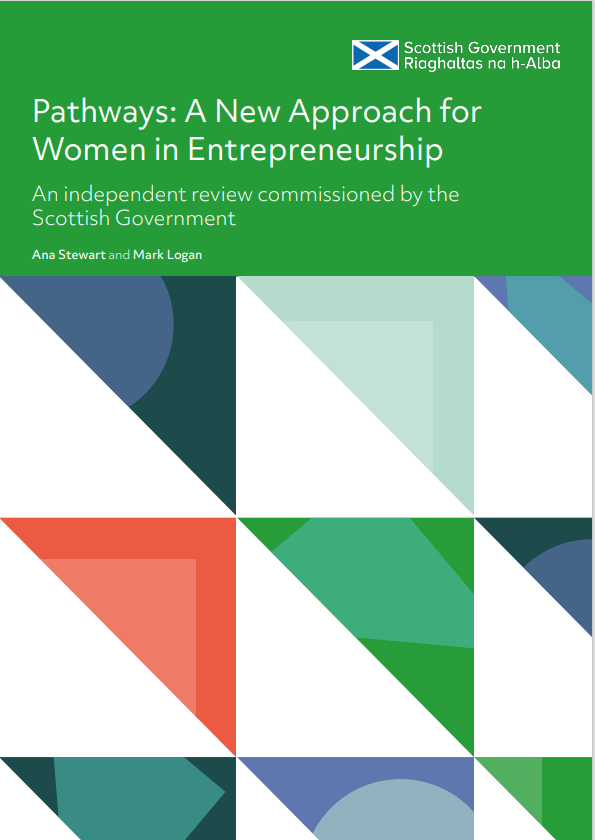 Scottish Government
Riaghaltas na h-Alba
Pathways: A New Approach for
Women in Entrepreneurship
An independent review commissioned by the
Scottish Government
Ana Stewart and Mark Logan